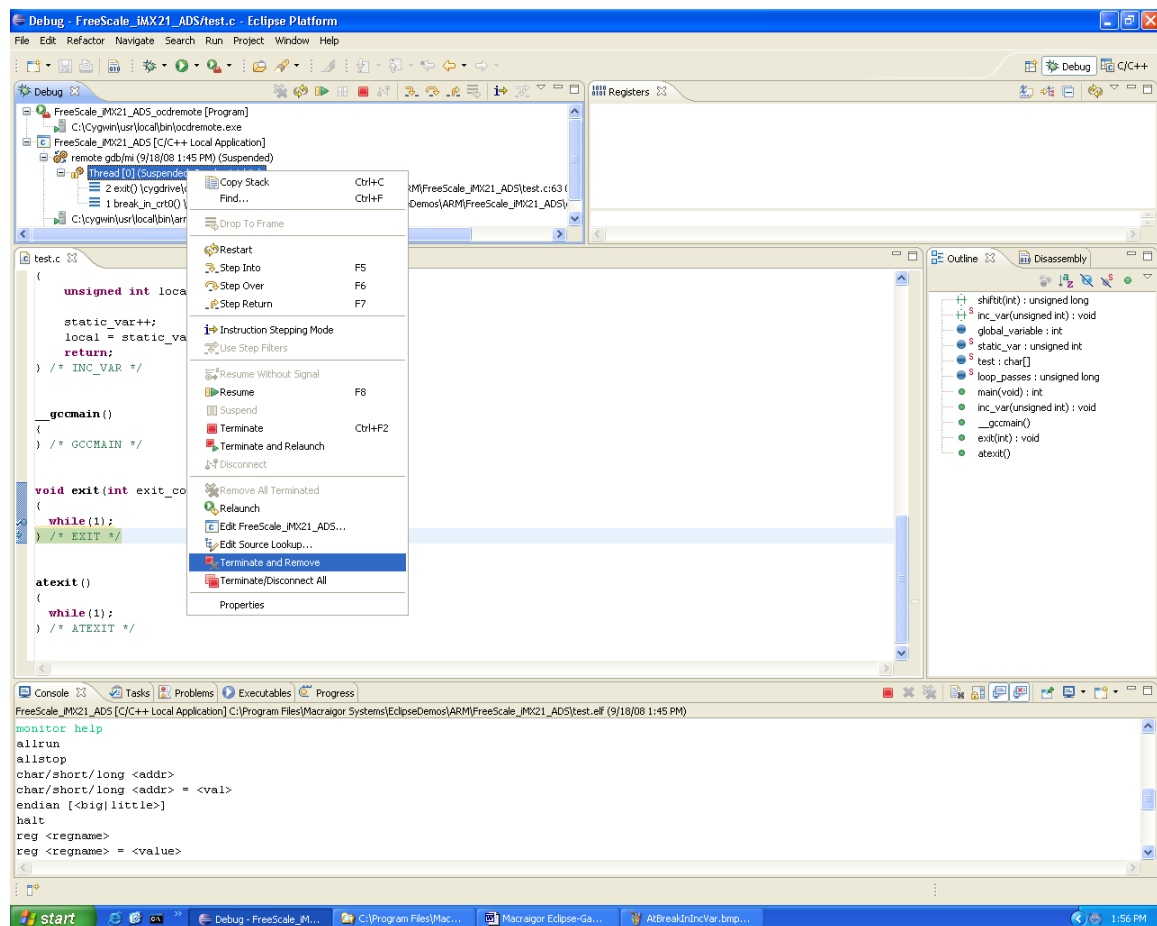 Debug - FreeScale_iMX21_ADS/test.c - Eclipse Platform
File Edit Refactor Navigate Search Run Project Window Help
Debug C/C++
Debug
FreeScale_iMX21_ADS_ocdremote [Program]
C:\Cygwin\usr\local\bin\ocdremote.exe
FreeScale_iMX21_ADS [C/C++ Local Application]
remote gdb/mi (9/18/08 1:45 PM) (Suspended)
Thread [0] (Suspended
2 exit() \cygdrive\ RM\FreeScale_iMX21_ADS\test.c:63
1 break_in_crt0() \ eDemos\ARM\FreeScale_iMX21_ADS\
C:\cygwin\usr\local\bin\arr
Registers
Copy Stack Ctrl+C
Find... Ctrl+F
Drop To Frame
Restart
Step Into F5
Step Over F6
Step Return F7
Instruction Stepping Mode
Use Step Filters
Resume Without Signal
Resume F8
Suspend
Terminate Ctrl+F2
Terminate and Relaunch
Disconnect
Remove All Terminated
Relaunch
Edit FreeScale_iMX21_ADS...
Edit Source Lookup...
Terminate and Remove
Terminate/Disconnect All
Properties
test.c
{
unsigned int loca
static_var++;
local = static_va
return;
} /* INC_VAR */
__gccmain()
{
} /* GCCMAIN */
void exit(int exit_co
{
while(1);
} /* EXIT */
atexit()
{
while(1);
} /* ATEXIT */
Outline Disassembly
shiftit(int) : unsigned long
inc_var(unsigned int) : void
global_variable : int
static_var : unsigned int
test : char[]
loop_passes : unsigned long
main(void) : int
inc_var(unsigned int) : void
__gccmain()
exit(int) : void
atexit()
Console Tasks Problems Executables Progress
FreeScale_iMX21_ADS [C/C++ Local Application] C:\Program Files\Macraigor Systems\EclipseDemos\ARM\FreeScale_iMX21_ADS\test.elf (9/18/08 1:45 PM)
monitor help
allrun
allstop
char/short/long <addr>
char/short/long <addr> = <val>
endian [<big|little>]
halt
reg <regname>
reg <regname> = <value>
start Debug - FreeScale_iM... C:\Program Files\Mac... Macraigor Eclipse-Ga... AtBreakInIncVar.bmp... 1:56 PM